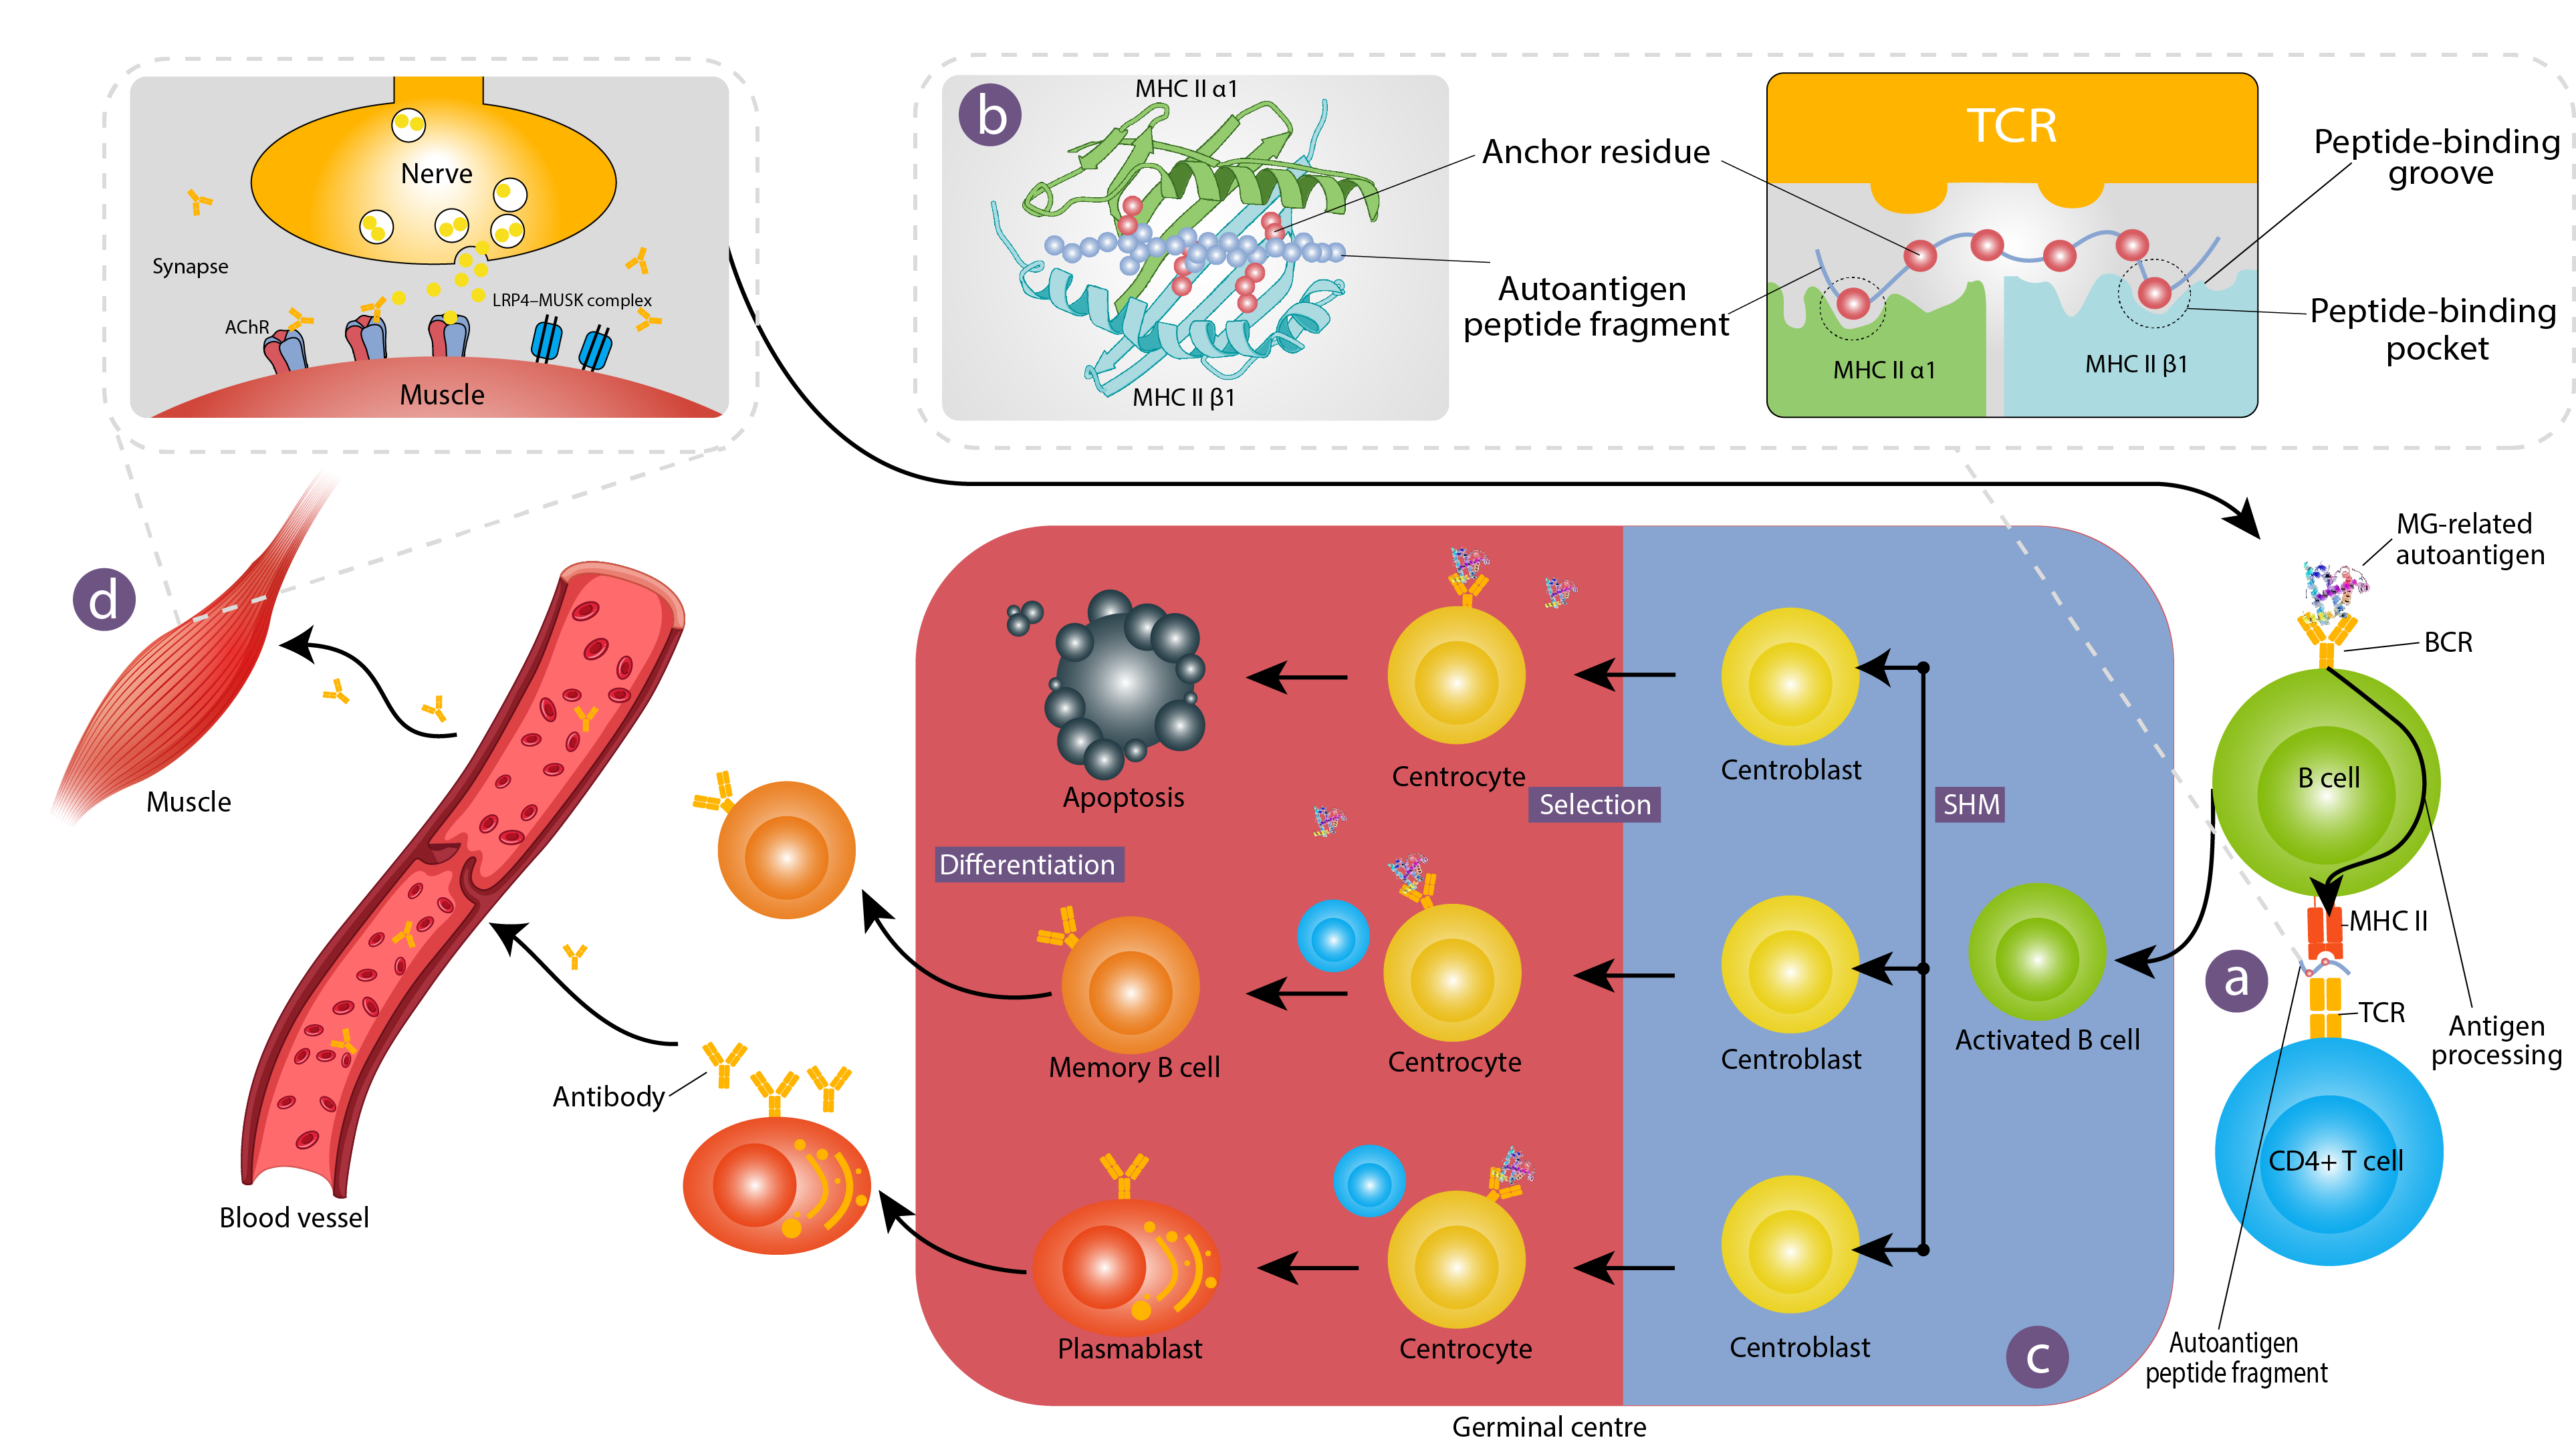 Nerve
Synapse
LRP4–MUSK complex
AChR
Muscle
b
MHC II α1
MHC II β1
Anchor residue
Autoantigen
peptide fragment
TCR
MHC II α1
MHC II β1
Peptide-binding
groove
Peptide-binding
pocket
d
Muscle
Blood vessel
Antibody
Apoptosis
Centrocyte
Centroblast
Selection
SHM
Differentiation
Memory B cell
Centrocyte
Centroblast
Activated B cell
Plasmablast
Centrocyte
Centroblast
c
Germinal centre
MG-related
autoantigen
BCR
B cell
MHC II
a
TCR
Antigen
processing
CD4+ T cell
Autoantigen
peptide fragment